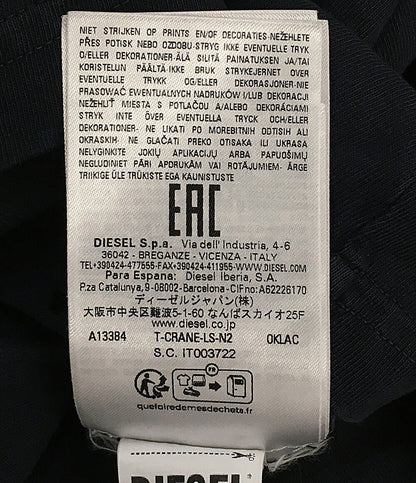 NIET STRIJKEN OP PRINTS EN/OF DECORATIES-NEŽEHLETE
PŘES POTISK NEBO OZDOBU-STRYG IKKE EVENTUELLE TRYK
O/ELLER DEKORATIONER-ÄLÄ SILITÄ PAINATUKSEN JA/TAI
KORISTELUN PÄÄLTÄ-IKKE BRUK STRYKEJERNET OVER
EVENTUELLE TRYKK OG/ELLER DEKORASJONER-NIE
PRASOWAĆ EWENTUALNYCH NADRUKÓW I/LUB DEKORACJI
NEŽEHLIŤ MIESTA S POTLAČOU A/ALEBO DEKORÁCIAMI
STRYK INTE ÖVER EVENTUELLA TRYCK OCH/ELLER
DEKORATIONER- NE LIKATI PO MOREBITNIH ODTISIH ALI
OKRASKIH- NE GLAČATI PREKO OTISAKA ILI UKRASA
NELYGINKITE JOKIŲ APLIKACIJŲ ARBA PAPUOŠIMŲ
NEGLUDINIET PĀRI APDRUKĀM VAI ROTĀJUMIEM- ÄRGE
TRIIKIGE ÜLE TRÜKISTE EGA KAUNISTUSTE
EAC
DIESEL S.p.a. Via dell' Industria, 4-6
36042 - BREGANZE - VICENZA - ITALY
TEL+390424-477555-FAX+390424-411955-WWW.DIESEL.COM
Para Espana: Diesel Iberia, S.A.
P.za Catalunya,9-08002-Barcelona-CIFno:A62226170
ディーゼルジャパン(株)
大阪市中央区難波5-1-60 なんばスカイオ25F
www.diesel.co.jp
A13384 T-CRANE-LS-N2 0KLAC
S.C. IT003722
FR
quefairedemesdechets.fr
DIESEL